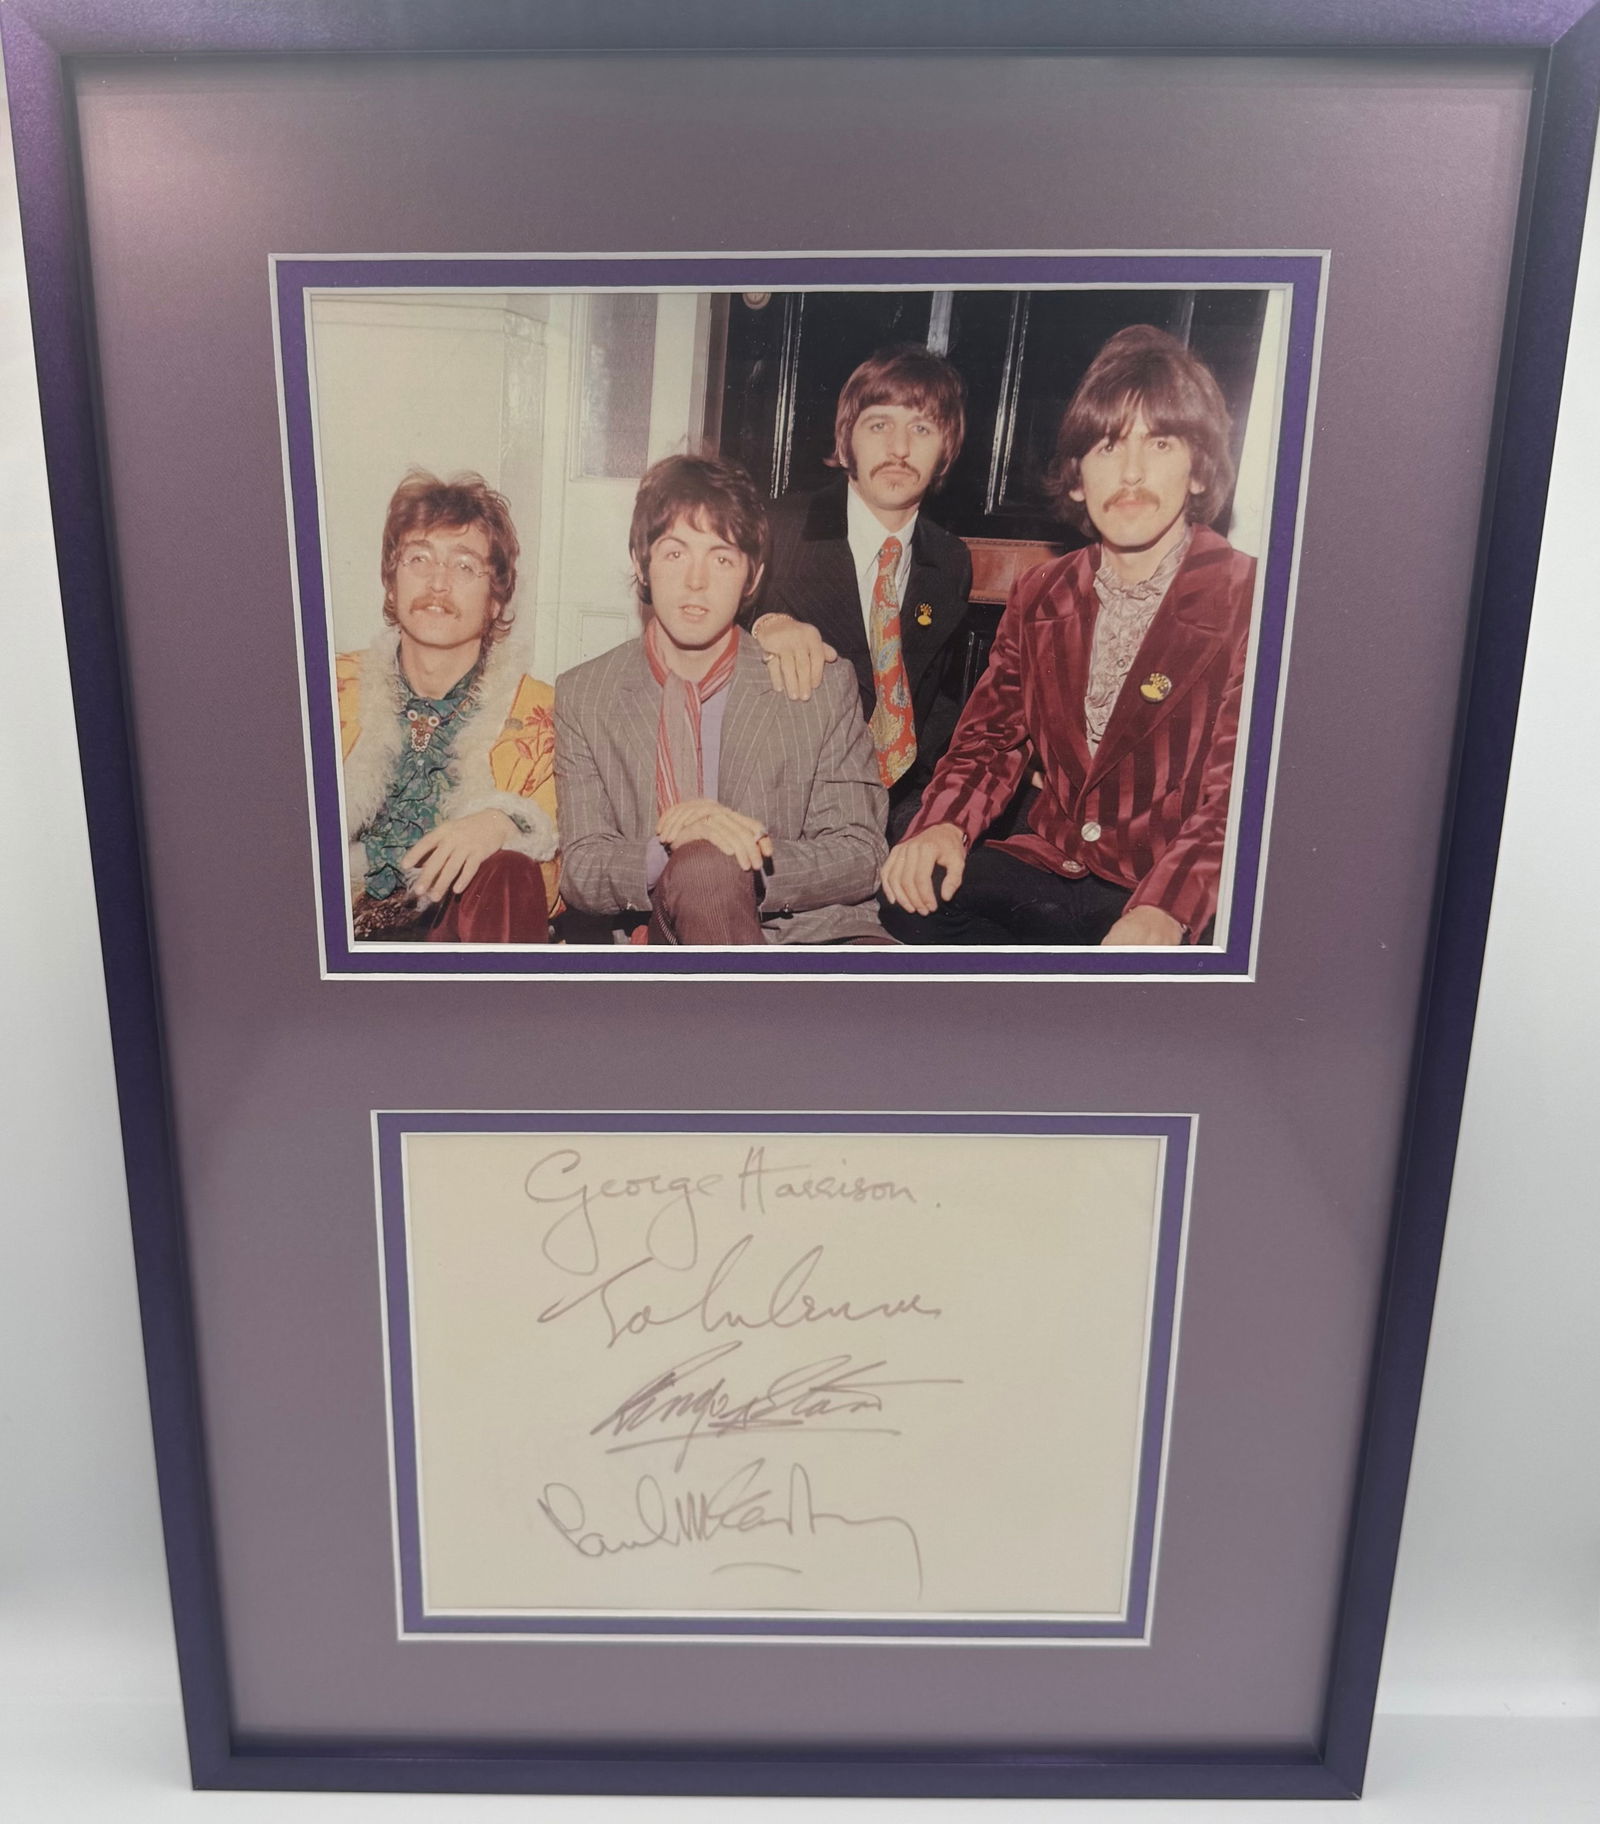 George Harrison.
John Lennon
Ringo Starr
Paul McCartney